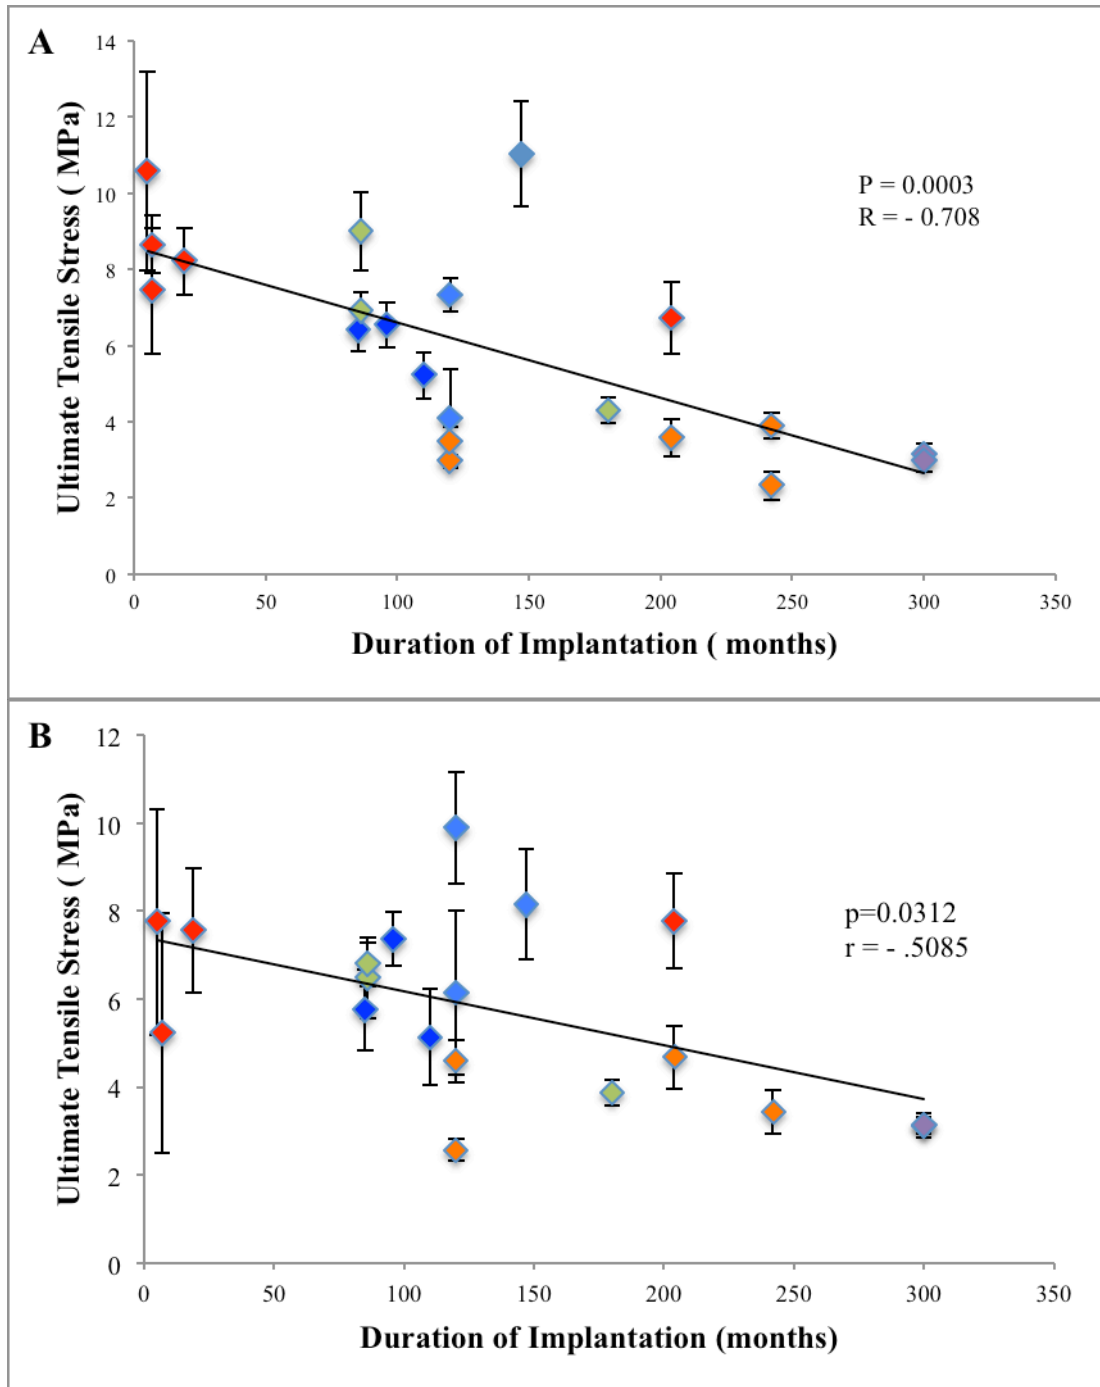 A
Ultimate Tensile Stress ( MPa)
14
12
10
8
6
4
2
0
P = 0.0003
R = - 0.708
0 50 100 150 200 250 300 350
Duration of Implantation ( months)
B
Ultimate Tensile Stress ( MPa)
12
10
8
6
4
2
0
p=0.0312
r = - .5085
0 50 100 150 200 250 300 350
Duration of Implantation (months)